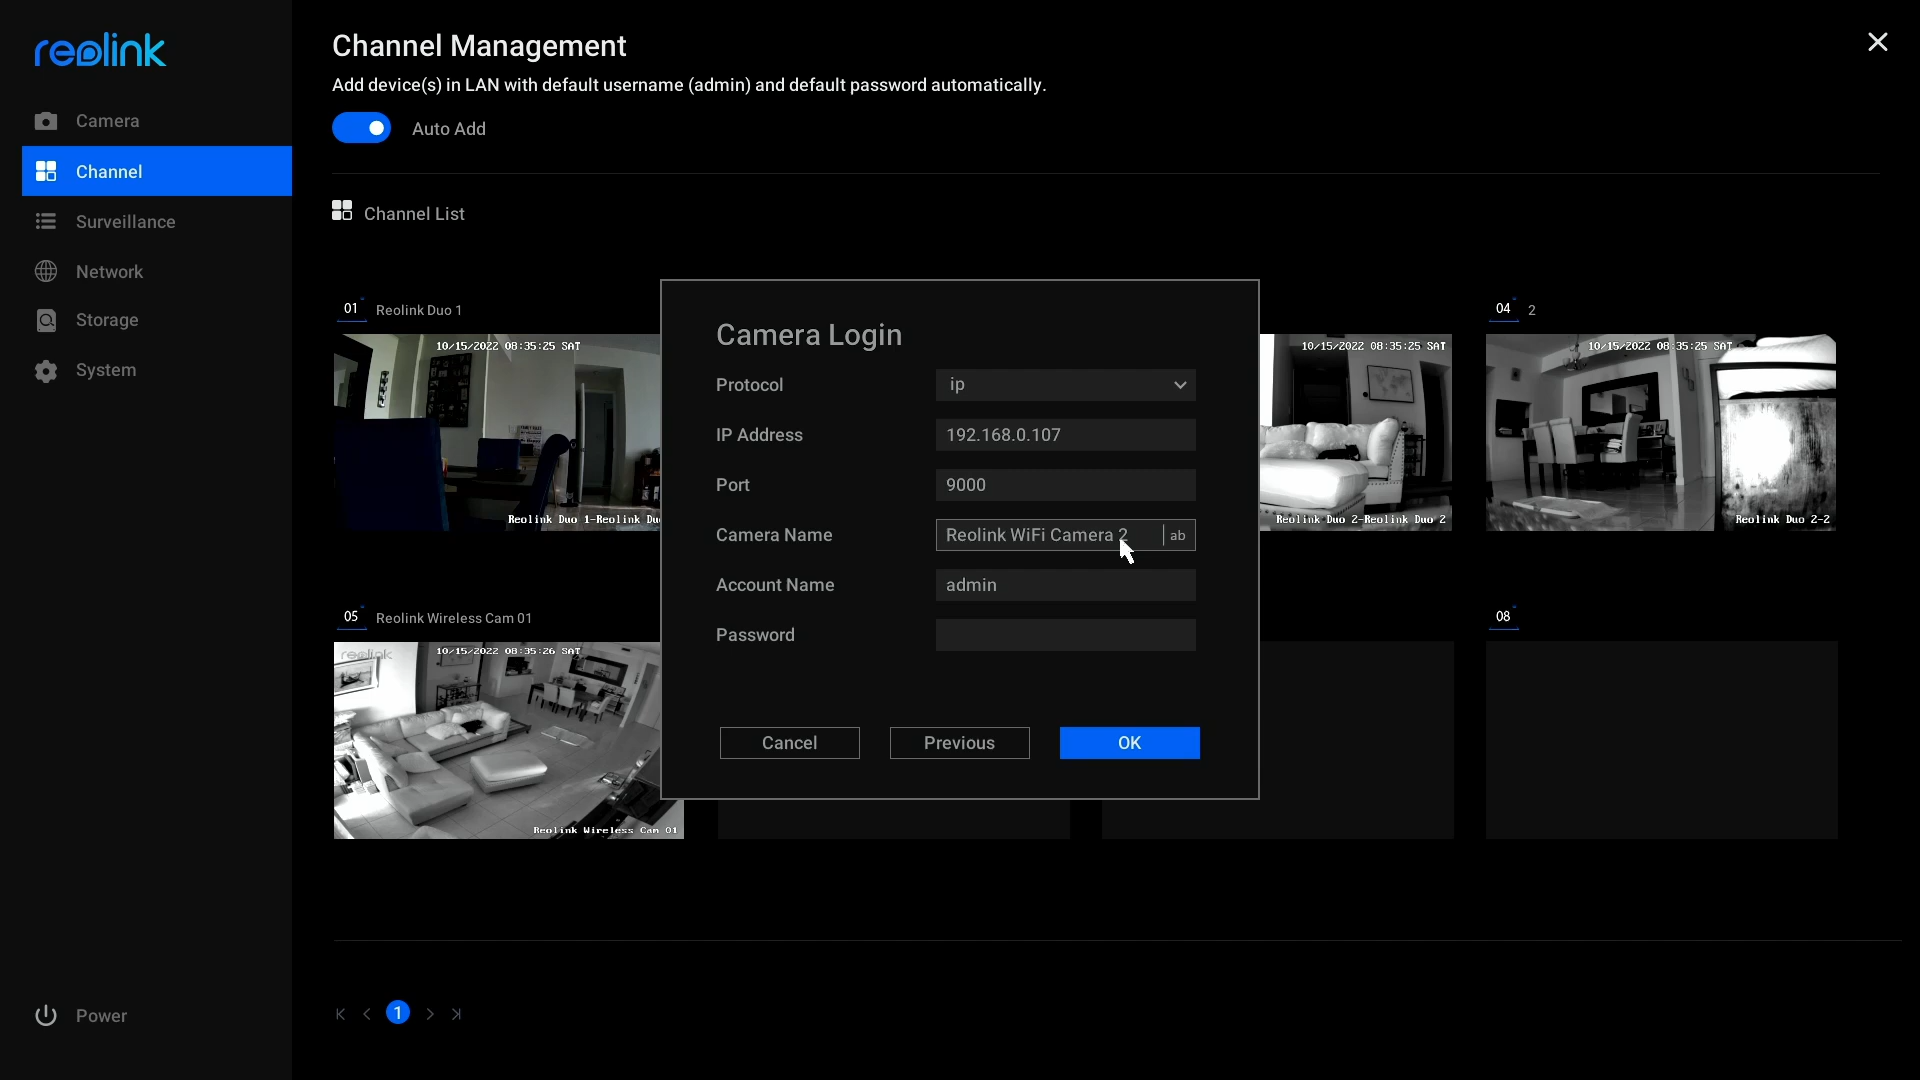 reolink
Camera
Channel
Surveillance
Network
Storage
System
Power
Channel Management
Add device(s) in LAN with default username (admin) and default password automatically.
Auto Add
Channel List
01 Reolink Duo 1
10/15/2022 08:35:25 SAT
Reolink Duo 1-Reolink Du
10/15/2022 08:35:25 SAT
Reolink Duo 2-Reolink Duo 2
04 2
10/15/2022 08:35:25 SAT
Reolink Duo 2-2
Camera Login
Protocol ip
IP Address 192.168.0.107
Port 9000
Camera Name Reolink WiFi Camera 2 ab
Account Name admin
Password
Cancel Previous OK
05 Reolink Wireless Cam 01
reolink 10/15/2022 08:35:26 SAT
Reolink Wireless Cam 01
08
1